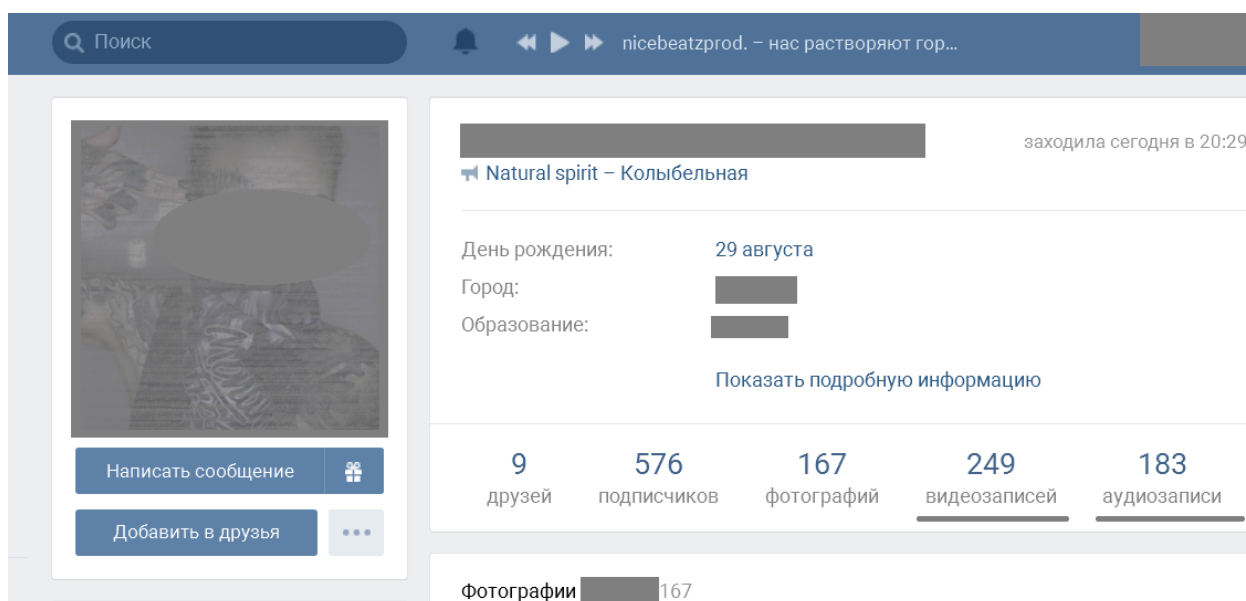 Поиск
nicebeatzprod. – нас растворяют гор...
заходила сегодня в 20:29
Natural spirit – Колыбельная
День рождения: 29 августа
Город:
Образование:
Показать подробную информацию
Написать сообщение
Добавить в друзья
9 576 167 249 183
друзей подписчиков фотографий видеозаписей аудиозаписи
Фотографии 167